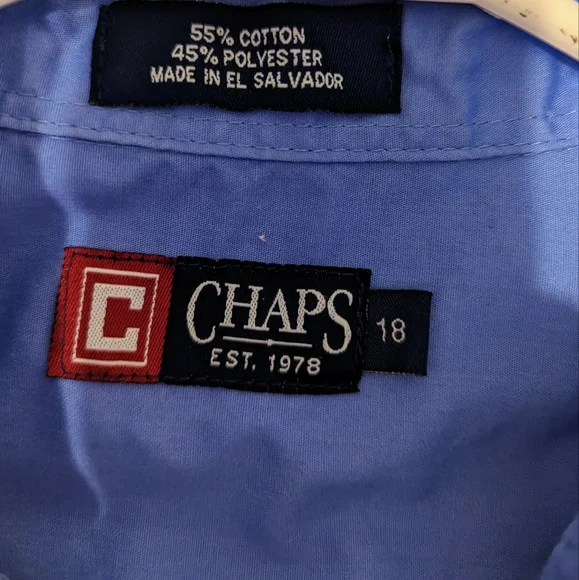 55% COTTON
45% POLYESTER
MADE IN EL SALVADOR
C CHAPS
EST. 1978
18